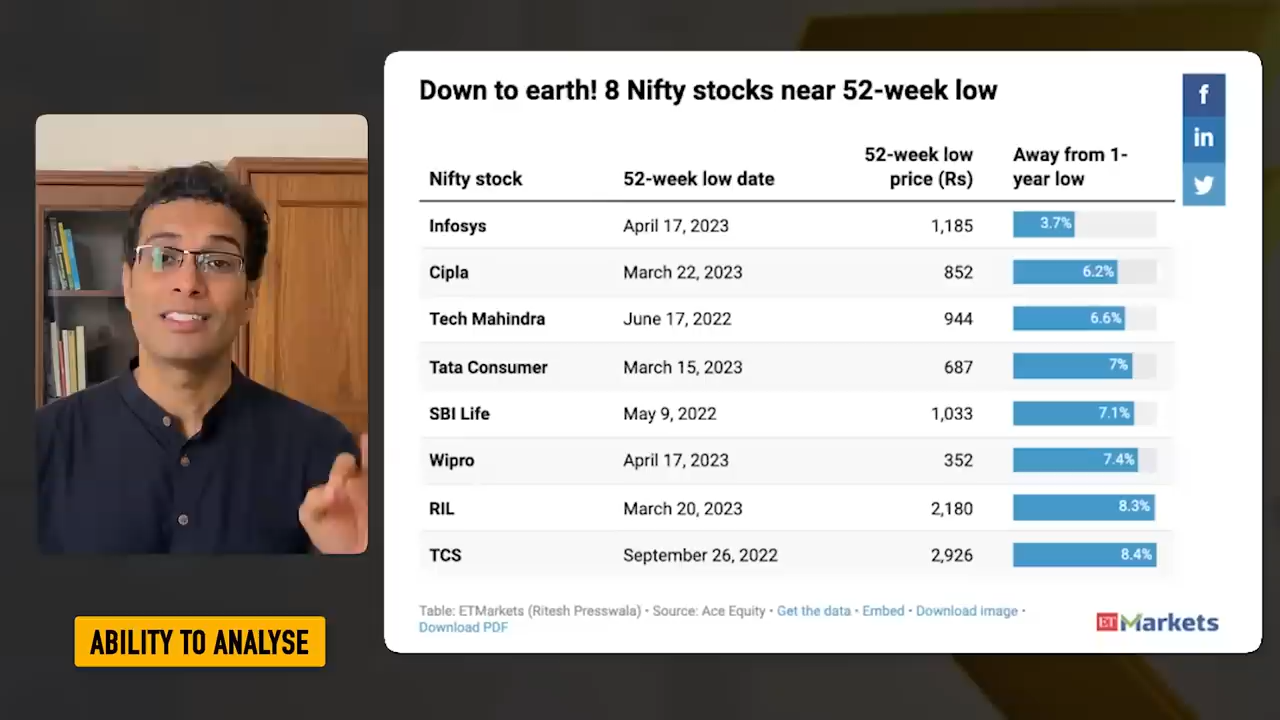 Down to earth! 8 Nifty stocks near 52-week low
f
in
Nifty stock 52-week low date 52-week low price (Rs) Away from 1-year low
Infosys April 17, 2023 1,185 3.7%
Cipla March 22, 2023 852 6.2%
Tech Mahindra June 17, 2022 944 6.6%
Tata Consumer March 15, 2023 687 7%
SBI Life May 9, 2022 1,033 7.1%
Wipro April 17, 2023 352 7.4%
RIL March 20, 2023 2,180 8.3%
TCS September 26, 2022 2,926 8.4%
Table: ETMarkets (Ritesh Presswala) • Source: Ace Equity • Get the data • Embed • Download image •
Download PDF
ET Markets
ABILITY TO ANALYSE